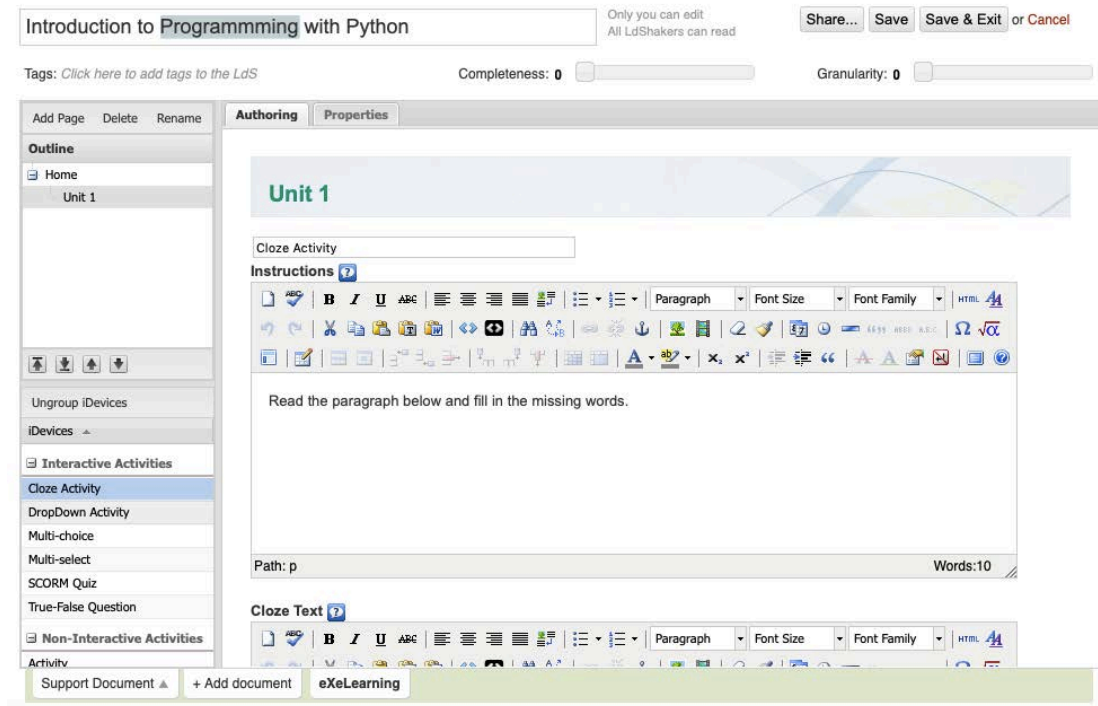 Introduction to Programmming with Python
Only you can edit
All LdShakers can read
Share... Save Save & Exit or Cancel
Tags: Click here to add tags to the LdS
Completeness: 0
Granularity: 0
Add Page Delete Rename
Authoring Properties
Outline
Home
Unit 1
Unit 1
Cloze Activity
Instructions ?
Paragraph Font Size Font Family HTML
Read the paragraph below and fill in the missing words.
Path: p
Words:10
Ungroup iDevices
iDevices
Interactive Activities
Cloze Activity
DropDown Activity
Multi-choice
Multi-select
SCORM Quiz
True-False Question
Non-Interactive Activities
Activity
Cloze Text ?
Paragraph Font Size Font Family HTML
Support Document + Add document eXeLearning